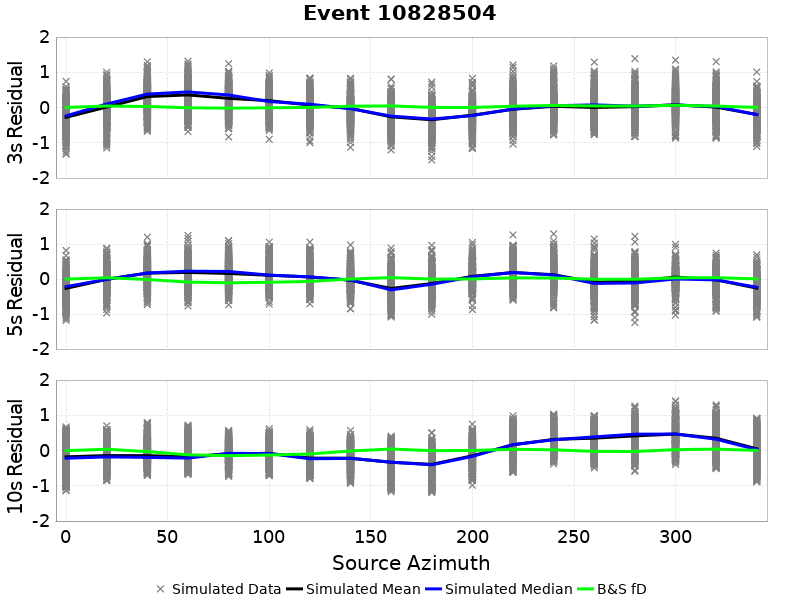 Event 10828504
3s Residual
2
1
0
-1
-2
5s Residual
2
1
0
-1
-2
10s Residual
2
1
0
-1
-2
0 50 100 150 200 250 300
Source Azimuth
Simulated Data Simulated Mean Simulated Median B&S fD